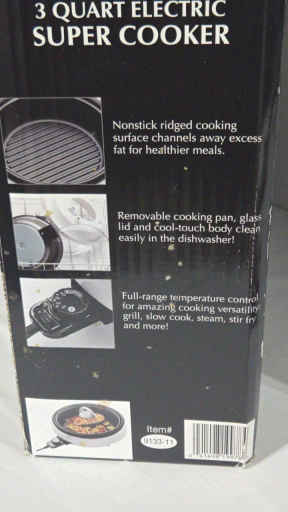 3 QUART ELECTRIC
SUPER COOKER
Nonstick ridged cooking
surface channels away excess
fat for healthier meals.
Removable cooking pan, glass
lid and cool-touch body clean
easily in the dishwasher!
Full-range temperature control
for amazing cooking versatility
grill, slow cook, steam, stir fry
and more!
Item#